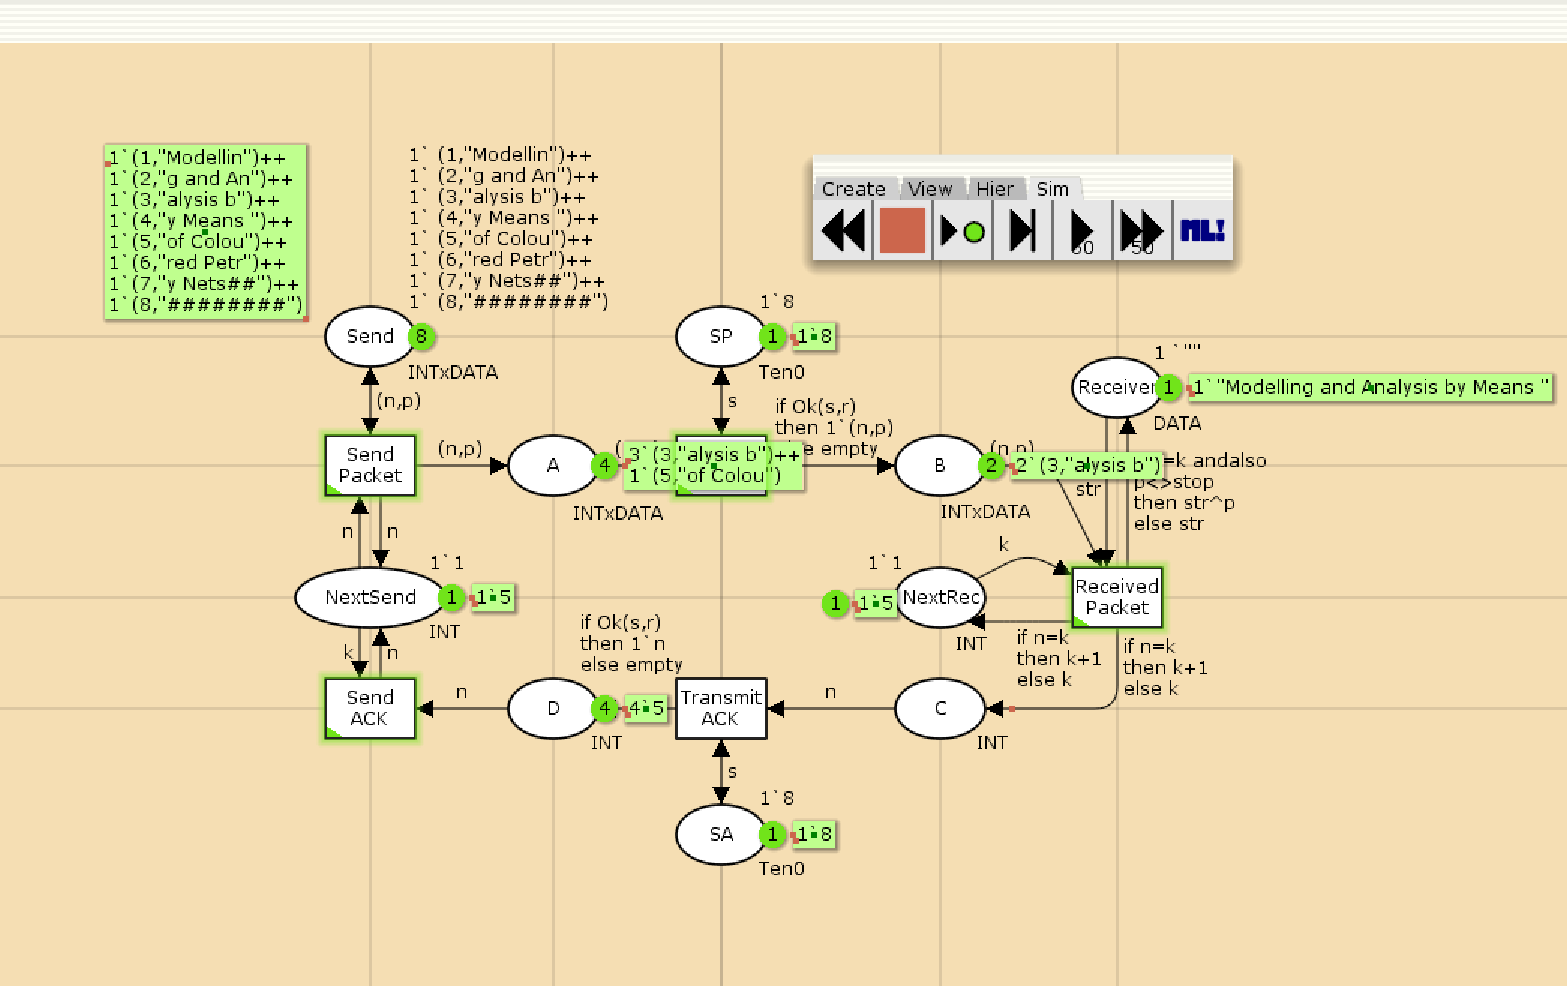 1`(1,"Modellin")++
1`(2,"g and An")++
1`(3,"alysis b")++
1`(4,"y Means ")++
1`(5,"of Colou")++
1`(6,"red Petr")++
1`(7,"y Nets##")++
1`(8,"########")
1` (1,"Modellin")++
1` (2,"g and An")++
1` (3,"alysis b")++
1` (4,"y Means ")++
1` (5,"of Colou")++
1` (6,"red Petr")++
1` (7,"y Nets##")++
1` (8,"########")
Create View Hier Sim
50 50 ML!
Send
8
INTxDATA
1`8
SP
1
1`8
Ten0
1`""
Receiver
1
1`"Modelling and Analysis by Means "
DATA
(n,p)
s
if Ok(s,r)
then 1`(n,p)
else empty
Send
Packet
(n,p)
A
4
3`(3,"alysis b")++
1`(5,"of Colou")
INTxDATA
B
2
(n,p)
2`(3,"alysis b")
INTxDATA
str
=k andalso
p<>stop
then str^p
else str
n
n
1`1
NextSend
1
1`5
INT
1`1
1
1`5
NextRec
INT
k
Received
Packet
if n=k
then k+1
else k
if n=k
then k+1
else k
k
n
Send
ACK
n
if Ok(s,r)
then 1`n
else empty
D
4
4`5
INT
Transmit
ACK
n
C
INT
s
1`8
SA
1
1`8
Ten0